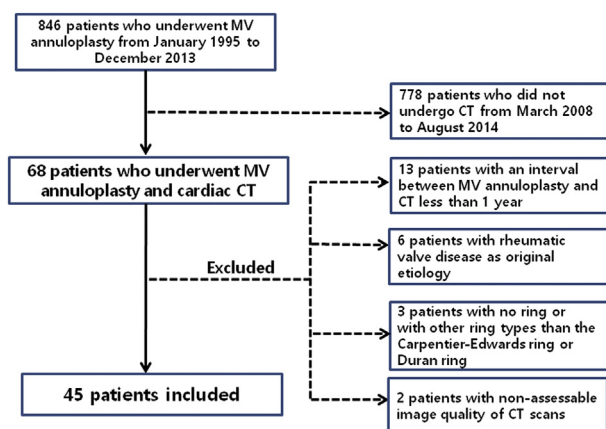 846 patients who underwent MV
annuloplasty from January 1995 to
December 2013
778 patients who did not
undergo CT from March 2008
to August 2014
68 patients who underwent MV
annuloplasty and cardiac CT
13 patients with an interval
between MV annuloplasty and
CT less than 1 year
Excluded
6 patients with rheumatic
valve disease as original
etiology
3 patients with no ring or
with other ring types than the
Carpentier-Edwards ring or
Duran ring
45 patients included
2 patients with non-assessable
image quality of CT scans